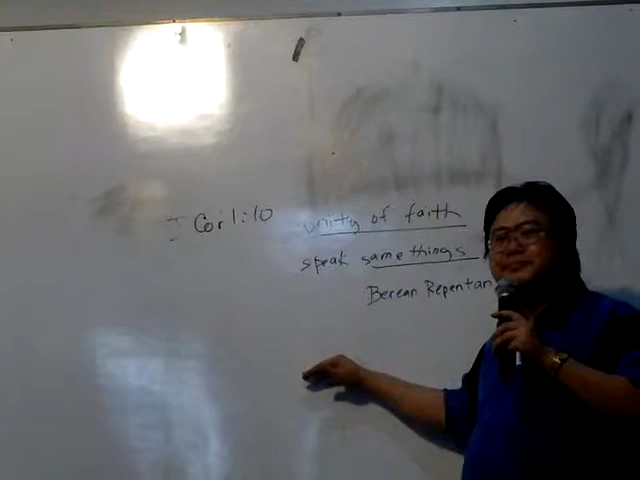 I Cor 1:10 unity of faith
speak same things
Berean Repentan